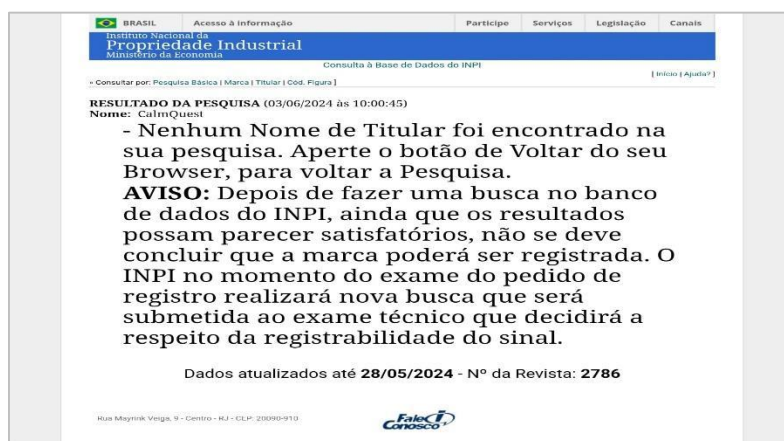 BRASIL Acesso à informação Participe Serviços Legislação Canais
Instituto Nacional da
Propriedade Industrial
Ministério da Economia
Consulta à Base de Dados do INPI
[ Início | Ajuda? ]
» Consultar por: Pesquisa Básica | Marca | Titular | Cód. Figura ]
RESULTADO DA PESQUISA (03/06/2024 às 10:00:45)
Nome: CalmQuest
- Nenhum Nome de Titular foi encontrado na
sua pesquisa. Aperte o botão de Voltar do seu
Browser, para voltar a Pesquisa.
AVISO: Depois de fazer uma busca no banco
de dados do INPI, ainda que os resultados
possam parecer satisfatórios, não se deve
concluir que a marca poderá ser registrada. O
INPI no momento do exame do pedido de
registro realizará nova busca que será
submetida ao exame técnico que decidirá a
respeito da registrabilidade do sinal.
Dados atualizados até 28/05/2024 - Nº da Revista: 2786
Rua Mayrink Veiga, 9 - Centro - RJ - CEP: 20090-910
Fale
Conosco